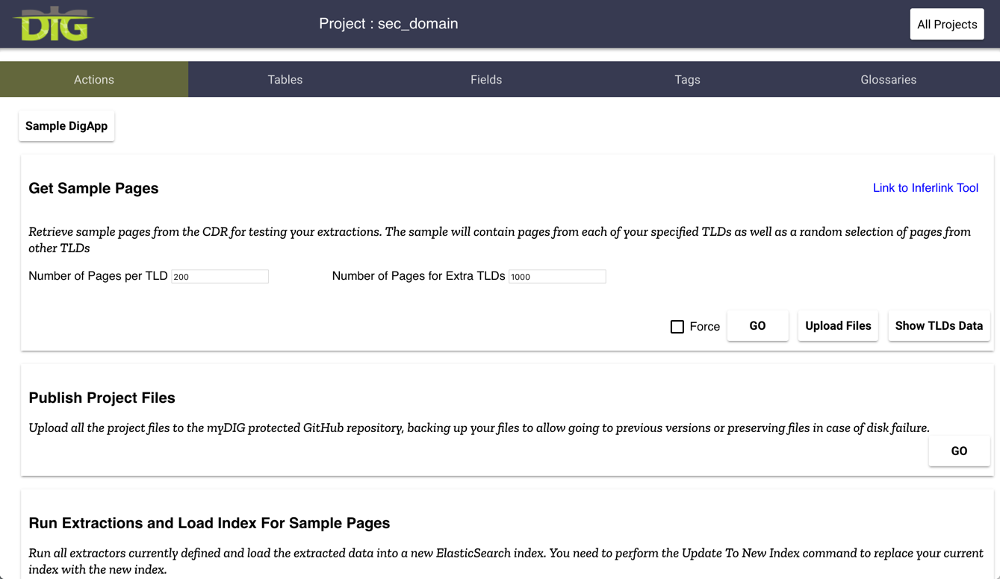 DIG
Project : sec_domain
All Projects
Actions
Tables
Fields
Tags
Glossaries
Sample DigApp
Get Sample Pages
Link to Inferlink Tool
Retrieve sample pages from the CDR for testing your extractions. The sample will contain pages from each of your specified TLDs as well as a random selection of pages from
other TLDs
Number of Pages per TLD 200
Number of Pages for Extra TLDs 1000
Force
GO
Upload Files
Show TLDs Data
Publish Project Files
Upload all the project files to the myDIG protected GitHub repository, backing up your files to allow going to previous versions or preserving files in case of disk failure.
GO
Run Extractions and Load Index For Sample Pages
Run all extractors currently defined and load the extracted data into a new ElasticSearch index. You need to perform the Update To New Index command to replace your current
index with the new index.